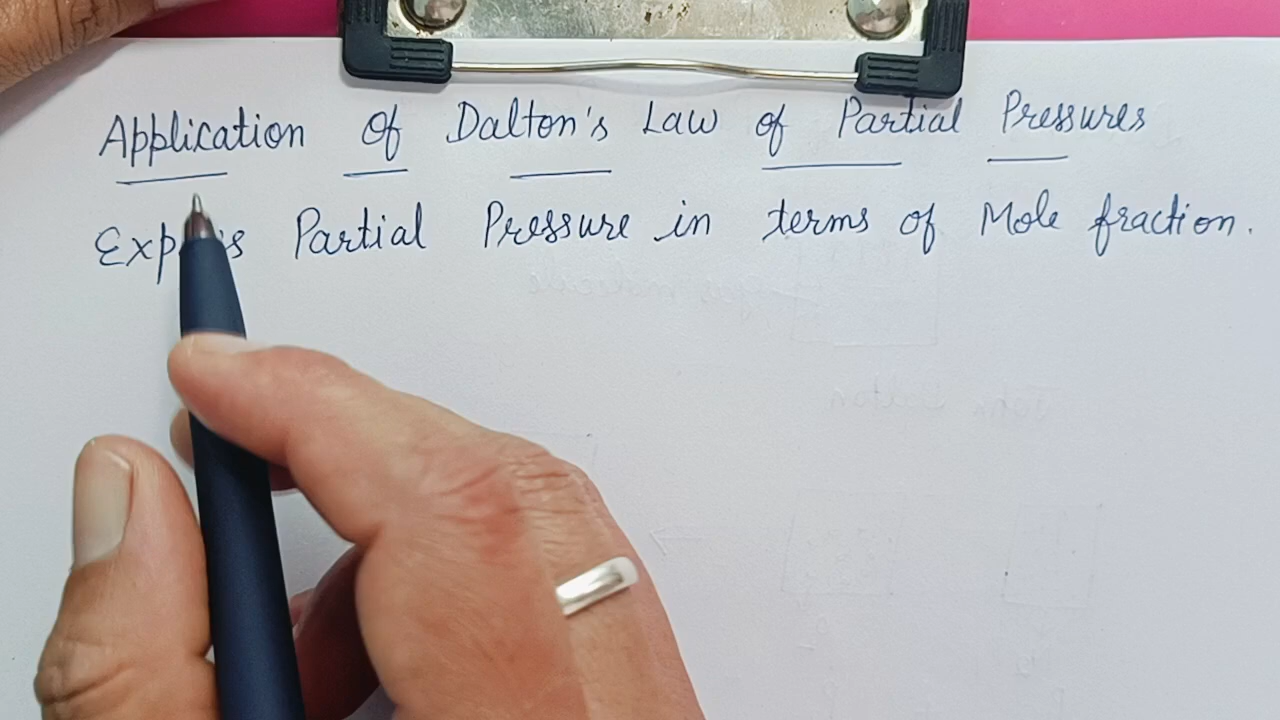 Application Of Dalton's Law of Partial Pressures
Partial Pressure in terms of Mole fraction.